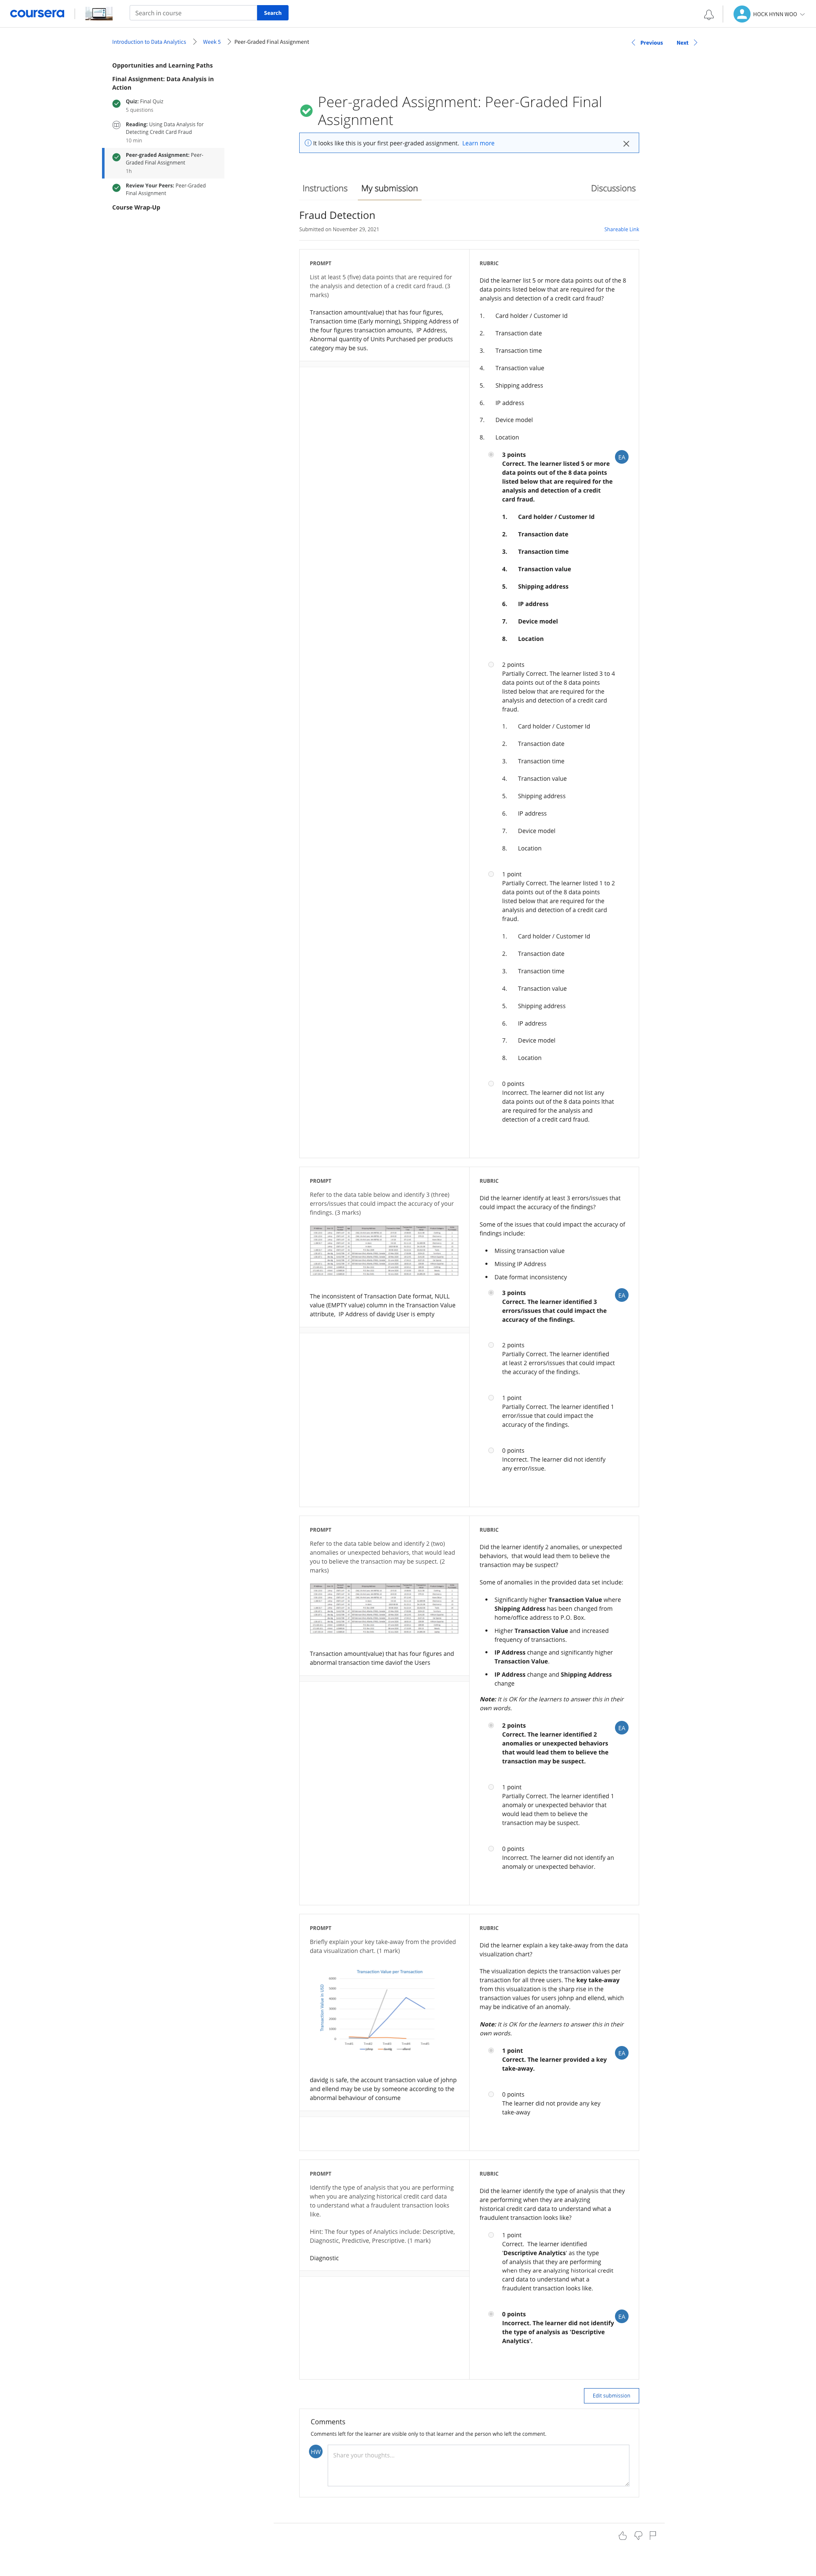 coursera
Search in course
Search
HOCK HYNN WOO
Introduction to Data Analytics
Week 5
Peer-Graded Final Assignment
Previous
Next
Opportunities and Learning Paths
Final Assignment: Data Analysis in
Action
Quiz: Final Quiz
5 questions
Reading: Using Data Analysis for
Detecting Credit Card Fraud
10 min
Peer-graded Assignment: Peer-
Graded Final Assignment
1h
Review Your Peers: Peer-Graded
Final Assignment
Course Wrap-Up
Peer-graded Assignment: Peer-Graded Final
Assignment
It looks like this is your first peer-graded assignment. Learn more
Instructions
My submission
Discussions
Fraud Detection
Submitted on November 29, 2021
Shareable Link
PROMPT
List at least 5 (five) data points that are required for
the analysis and detection of a credit card fraud. (3
marks)
Transaction amount(value) that has four figures,
Transaction time (Early morning), Shipping Address of
the four figures transaction amounts, IP Address,
Abnormal quantity of Units Purchased per products
category may be sus.
RUBRIC
Did the learner list 5 or more data points out of the 8
data points listed below that are required for the
analysis and detection of a credit card fraud?
1. Card holder / Customer Id
2. Transaction date
3. Transaction time
4. Transaction value
5. Shipping address
6. IP address
7. Device model
8. Location
3 points
EA
Correct. The learner listed 5 or more
data points out of the 8 data points
listed below that are required for the
analysis and detection of a credit
card fraud.
1. Card holder / Customer Id
2. Transaction date
3. Transaction time
4. Transaction value
5. Shipping address
6. IP address
7. Device model
8. Location
2 points
Partially Correct. The learner listed 3 to 4
data points out of the 8 data points
listed below that are required for the
analysis and detection of a credit card
fraud.
1. Card holder / Customer Id
2. Transaction date
3. Transaction time
4. Transaction value
5. Shipping address
6. IP address
7. Device model
8. Location
1 point
Partially Correct. The learner listed 1 to 2
data points out of the 8 data points
listed below that are required for the
analysis and detection of a credit card
fraud.
1. Card holder / Customer Id
2. Transaction date
3. Transaction time
4. Transaction value
5. Shipping address
6. IP address
7. Device model
8. Location
0 points
Incorrect. The learner did not list any
data points out of the 8 data points lthat
are required for the analysis and
detection of a credit card fraud.
PROMPT
Refer to the data table below and identify 3 (three)
errors/issues that could impact the accuracy of your
findings. (3 marks)
The inconsistent of Transaction Date format, NULL
value (EMPTY value) column in the Transaction Value
attribute, IP Address of davidg User is empty
RUBRIC
Did the learner identify at least 3 errors/issues that
could impact the accuracy of the findings?
Some of the issues that could impact the accuracy of
findings include:
• Missing transaction value
• Missing IP Address
• Date format inconsistency
3 points
EA
Correct. The learner identified 3
errors/issues that could impact the
accuracy of the findings.
2 points
Partially Correct. The learner identified
at least 2 errors/issues that could impact
the accuracy of the findings.
1 point
Partially Correct. The learner identified 1
error/issue that could impact the
accuracy of the findings.
0 points
Incorrect. The learner did not identify
any error/issue.
PROMPT
Refer to the data table below and identify 2 (two)
anomalies or unexpected behaviors, that would lead
you to believe the transaction may be suspect. (2
marks)
Transaction amount(value) that has four figures and
abnormal transaction time daviof the Users
RUBRIC
Did the learner identify 2 anomalies, or unexpected
behaviors, that would lead them to believe the
transaction may be suspect?
Some of anomalies in the provided data set include:
• Significantly higher Transaction Value where
Shipping Address has been changed from
home/office address to P.O. Box.
• Higher Transaction Value and increased
frequency of transactions.
• IP Address change and significantly higher
Transaction Value.
• IP Address change and Shipping Address
change
Note: It is OK for the learners to answer this in their
own words.
2 points
EA
Correct. The learner identified 2
anomalies or unexpected behaviors
that would lead them to believe the
transaction may be suspect.
1 point
Partially Correct. The learner identified 1
anomaly or unexpected behavior that
would lead them to believe the
transaction may be suspect.
0 points
Incorrect. The learner did not identify an
anomaly or unexpected behavior.
PROMPT
Briefly explain your key take-away from the provided
data visualization chart. (1 mark)
Transaction Value per Transaction
Transaction Value in USD
davidg is safe, the account transaction value of johnp
and ellend may be use by someone according to the
abnormal behaviour of consume
RUBRIC
Did the learner explain a key take-away from the data
visualization chart?
The visualization depicts the transaction values per
transaction for all three users. The key take-away
from this visualization is the sharp rise in the
transaction values for users johnp and ellend, which
may be indicative of an anomaly.
Note: It is OK for the learners to answer this in their
own words.
1 point
EA
Correct. The learner provided a key
take-away.
0 points
The learner did not provide any key
take-away
PROMPT
Identify the type of analysis that you are performing
when you are analyzing historical credit card data
to understand what a fraudulent transaction looks
like.
Hint: The four types of Analytics include: Descriptive,
Diagnostic, Predictive, Prescriptive. (1 mark)
Diagnostic
RUBRIC
Did the learner identify the type of analysis that they
are performing when they are analyzing
historical credit card data to understand what a
fraudulent transaction looks like?
1 point
Correct. The learner identified
'Descriptive Analytics' as the type
of analysis that they are performing
when they are analyzing historical credit
card data to understand what a
fraudulent transaction looks like.
0 points
EA
Incorrect. The learner did not identify
the type of analysis as 'Descriptive
Analytics'.
Edit submission
Comments
Comments left for the learner are visible only to that learner and the person who left the comment.
HW
Share your thoughts...